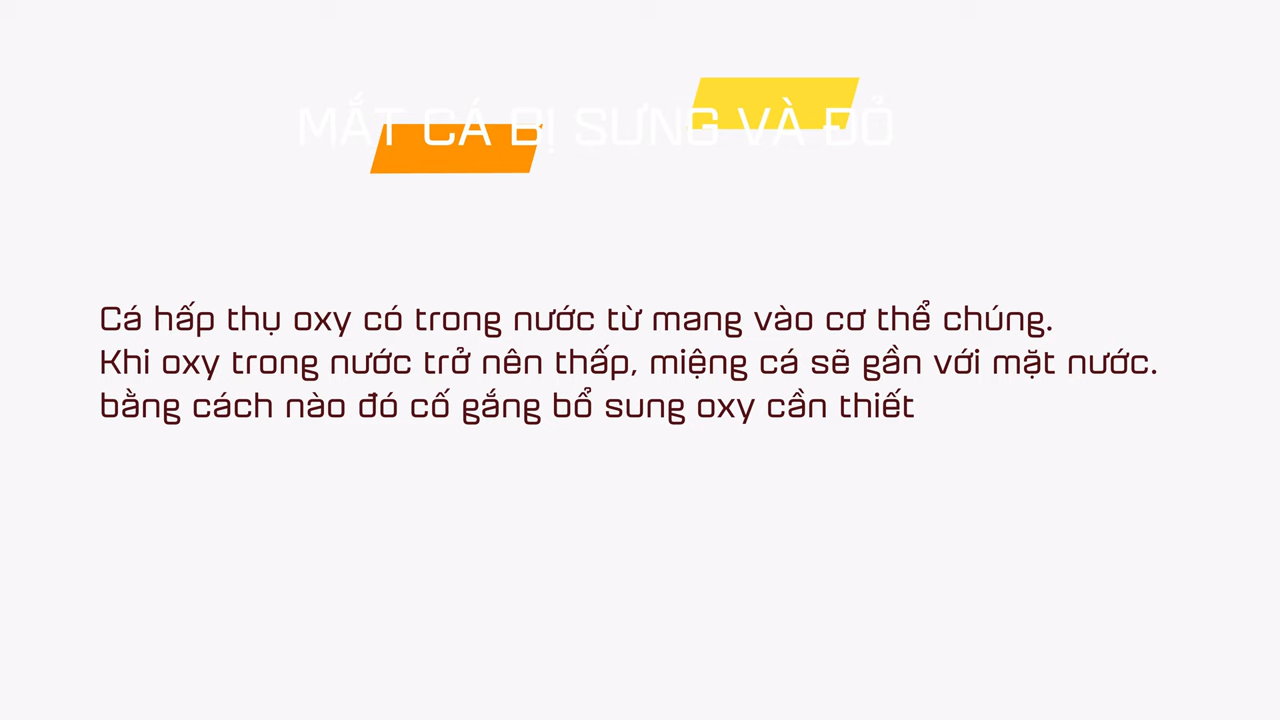 MẮT CÁ BỊ SƯNG VÀ ĐỎ
Cá hấp thụ oxy có trong nước từ mang vào cơ thể chúng.
Khi oxy trong nước trở nên thấp, miệng cá sẽ gần với mặt nước.
bằng cách nào đó cố gắng bổ sung oxy cần thiết